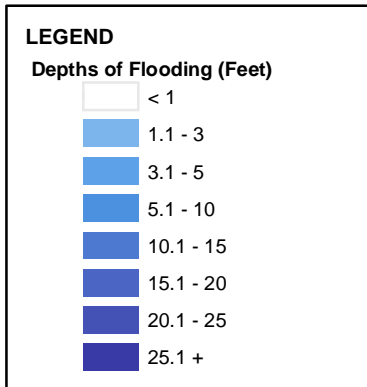 LEGEND
Depths of Flooding (Feet)
< 1
1.1 - 3
3.1 - 5
5.1 - 10
10.1 - 15
15.1 - 20
20.1 - 25
25.1 +